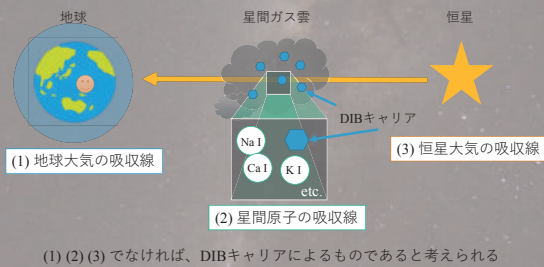 地球
星間ガス雲
恒星
DIBキャリア
Na I
Ca I
K I
etc.
(1) 地球大気の吸収線
(2) 星間原子の吸収線
(3) 恒星大気の吸収線
(1) (2) (3) でなければ、DIBキャリアによるものであると考えられる